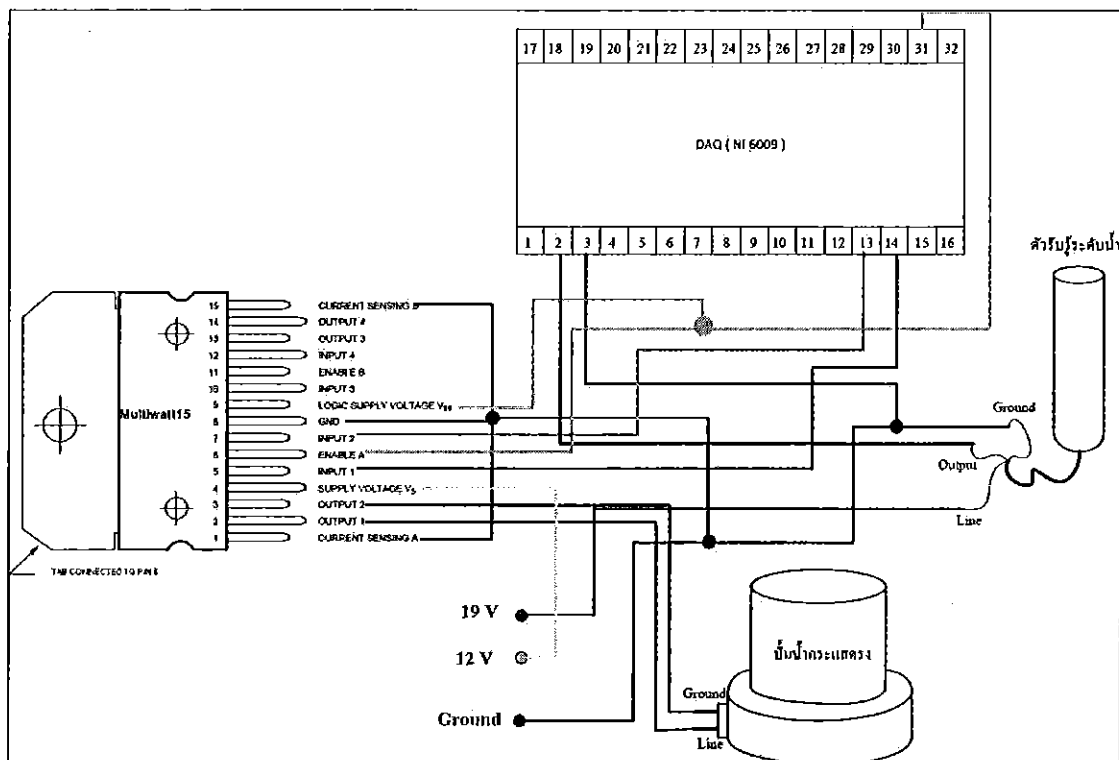 17 18 19 20 21 22 23 24 25 26 27 28 29 30 31 32
DAQ ( NI 6009 )
1 2 3 4 5 6 7 8 9 10 11 12 13 14 15 16
ตัวรับรู้ระดับน้ำ
Multiwatt15
15 CURRENT SENSING B
14 OUTPUT 4
13 OUTPUT 3
12 INPUT 4
11 ENABLE B
10 INPUT 3
9 LOGIC SUPPLY VOLTAGE VSS
8 GND
7 INPUT 2
6 ENABLE A
5 INPUT 1
4 SUPPLY VOLTAGE VS
3 OUTPUT 2
2 OUTPUT 1
1 CURRENT SENSING A
TAB CONNECTED TO PIN 8
Ground
Output
Line
19 V
12 V
Ground
ปั๊มน้ำกระแสตรง
Ground
Line